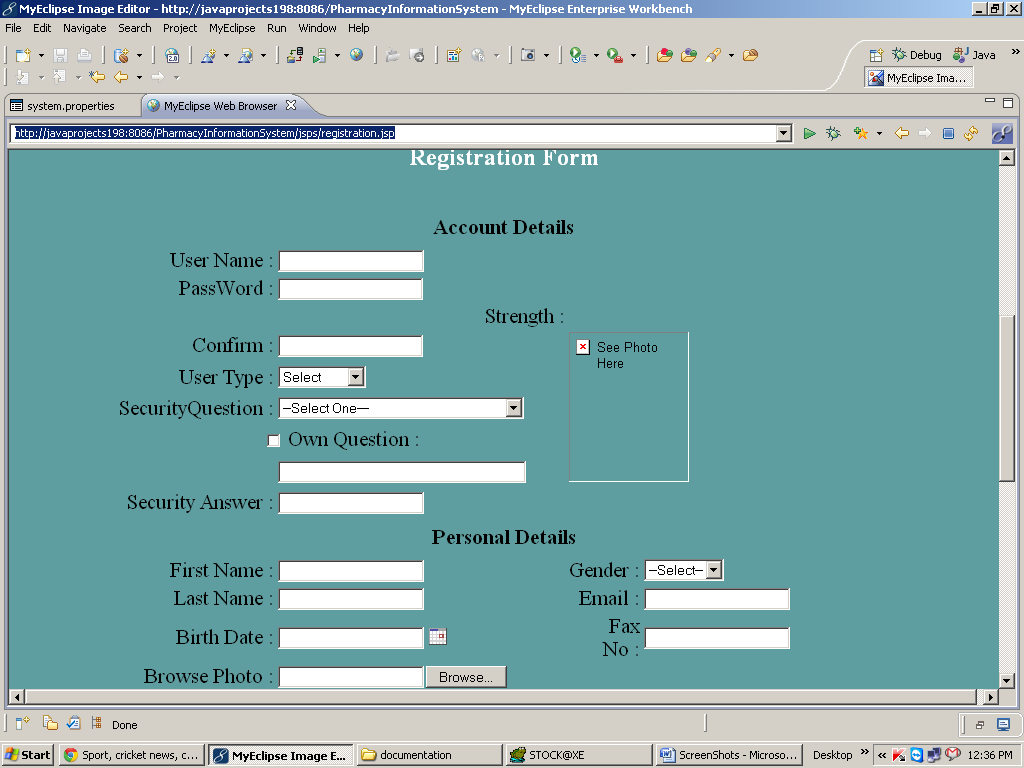 MyEclipse Image Editor - http://javaprojects198:8086/PharmacyInformationSystem - MyEclipse Enterprise Workbench
File Edit Navigate Search Project MyEclipse Run Window Help
2.0
Debug Java »
MyEclipse Ima...
system.properties MyEclipse Web Browser
http://javaprojects198:8086/PharmacyInformationSystem/jsps/registration.jsp
Registration Form
Account Details
User Name :
PassWord :
Strength :
Confirm :
See Photo
Here
User Type : Select
SecurityQuestion : --Select One---
Own Question :
Security Answer :
Personal Details
First Name : Gender : --Select--
Last Name : Email :
Birth Date : Fax
No :
Browse Photo : Browse...
Done
Start Sport, cricket news, c... MyEclipse Image E... documentation STOCK@XE ScreenShots - Microso... Desktop » « 12:36 PM